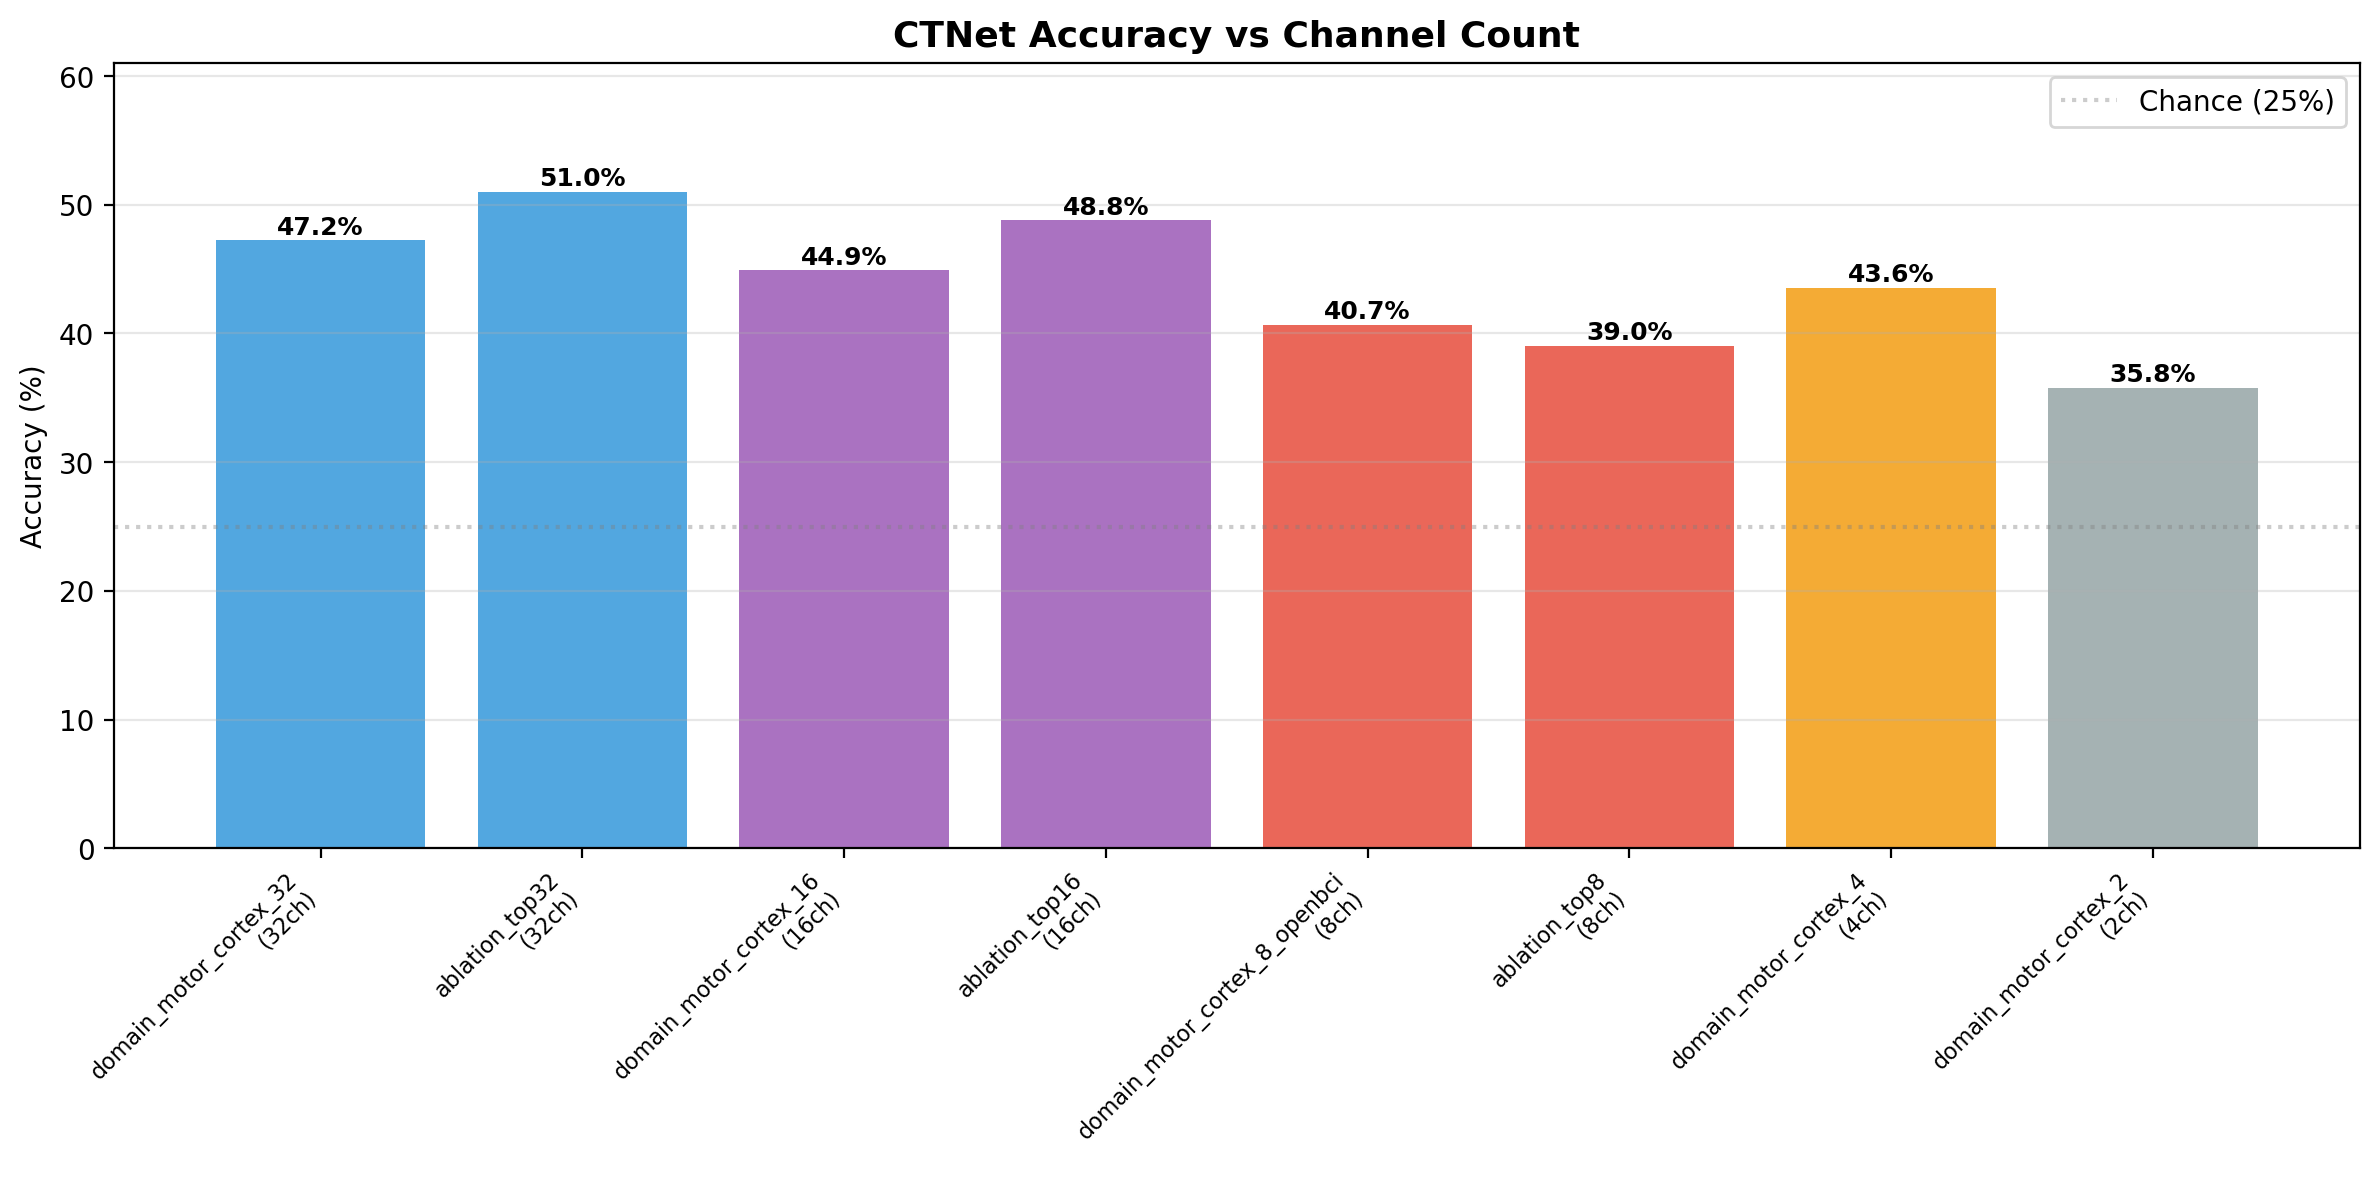 CTNet Accuracy vs Channel Count
Accuracy (%)
60
50
40
30
20
10
0
Chance (25%)
47.2%
51.0%
44.9%
48.8%
40.7%
39.0%
43.6%
35.8%
domain_motor_cortex_32
(32ch)
ablation_top32
(32ch)
domain_motor_cortex_16
(16ch)
ablation_top16
(16ch)
domain_motor_cortex_8_openbci
(8ch)
ablation_top8
(8ch)
domain_motor_cortex_4
(4ch)
domain_motor_cortex_2
(2ch)